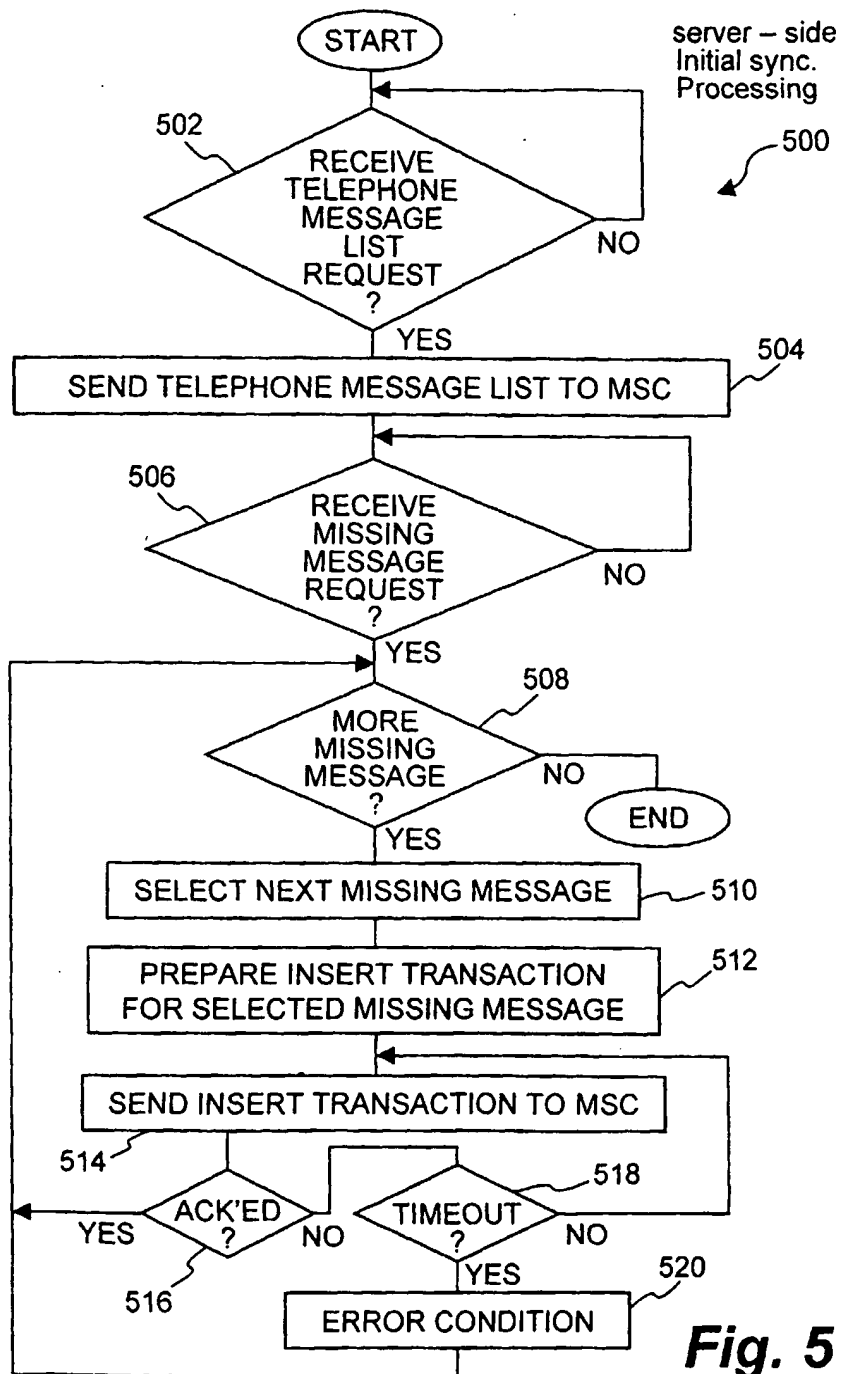 START
server – side
Initial sync.
Processing
500
502
RECEIVE
TELEPHONE
MESSAGE
LIST
REQUEST
?
NO
YES
504
SEND TELEPHONE MESSAGE LIST TO MSC
506
RECEIVE
MISSING
MESSAGE
REQUEST
?
NO
YES
508
MORE
MISSING
MESSAGE
?
NO
END
YES
SELECT NEXT MISSING MESSAGE
510
PREPARE INSERT TRANSACTION
FOR SELECTED MISSING MESSAGE
512
SEND INSERT TRANSACTION TO MSC
514
518
YES
ACK'ED
?
NO
TIMEOUT
?
NO
516
YES
520
ERROR CONDITION
Fig. 5